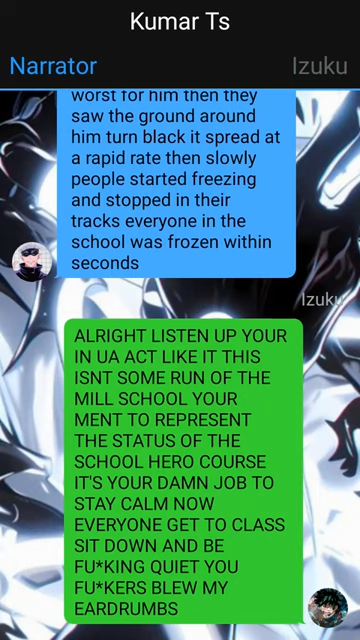 Kumar Ts
Narrator
Izuku
worst for him then they
saw the ground around
him turn black it spread at
a rapid rate then slowly
people started freezing
and stopped in their
tracks everyone in the
school was frozen within
seconds
Izuku
ALRIGHT LISTEN UP YOUR
IN UA ACT LIKE IT THIS
ISNT SOME RUN OF THE
MILL SCHOOL YOUR
MENT TO REPRESENT
THE STATUS OF THE
SCHOOL HERO COURSE
IT'S YOUR DAMN JOB TO
STAY CALM NOW
EVERYONE GET TO CLASS
SIT DOWN AND BE
FU*KING QUIET YOU
FU*KERS BLEW MY
EARDRUMBS